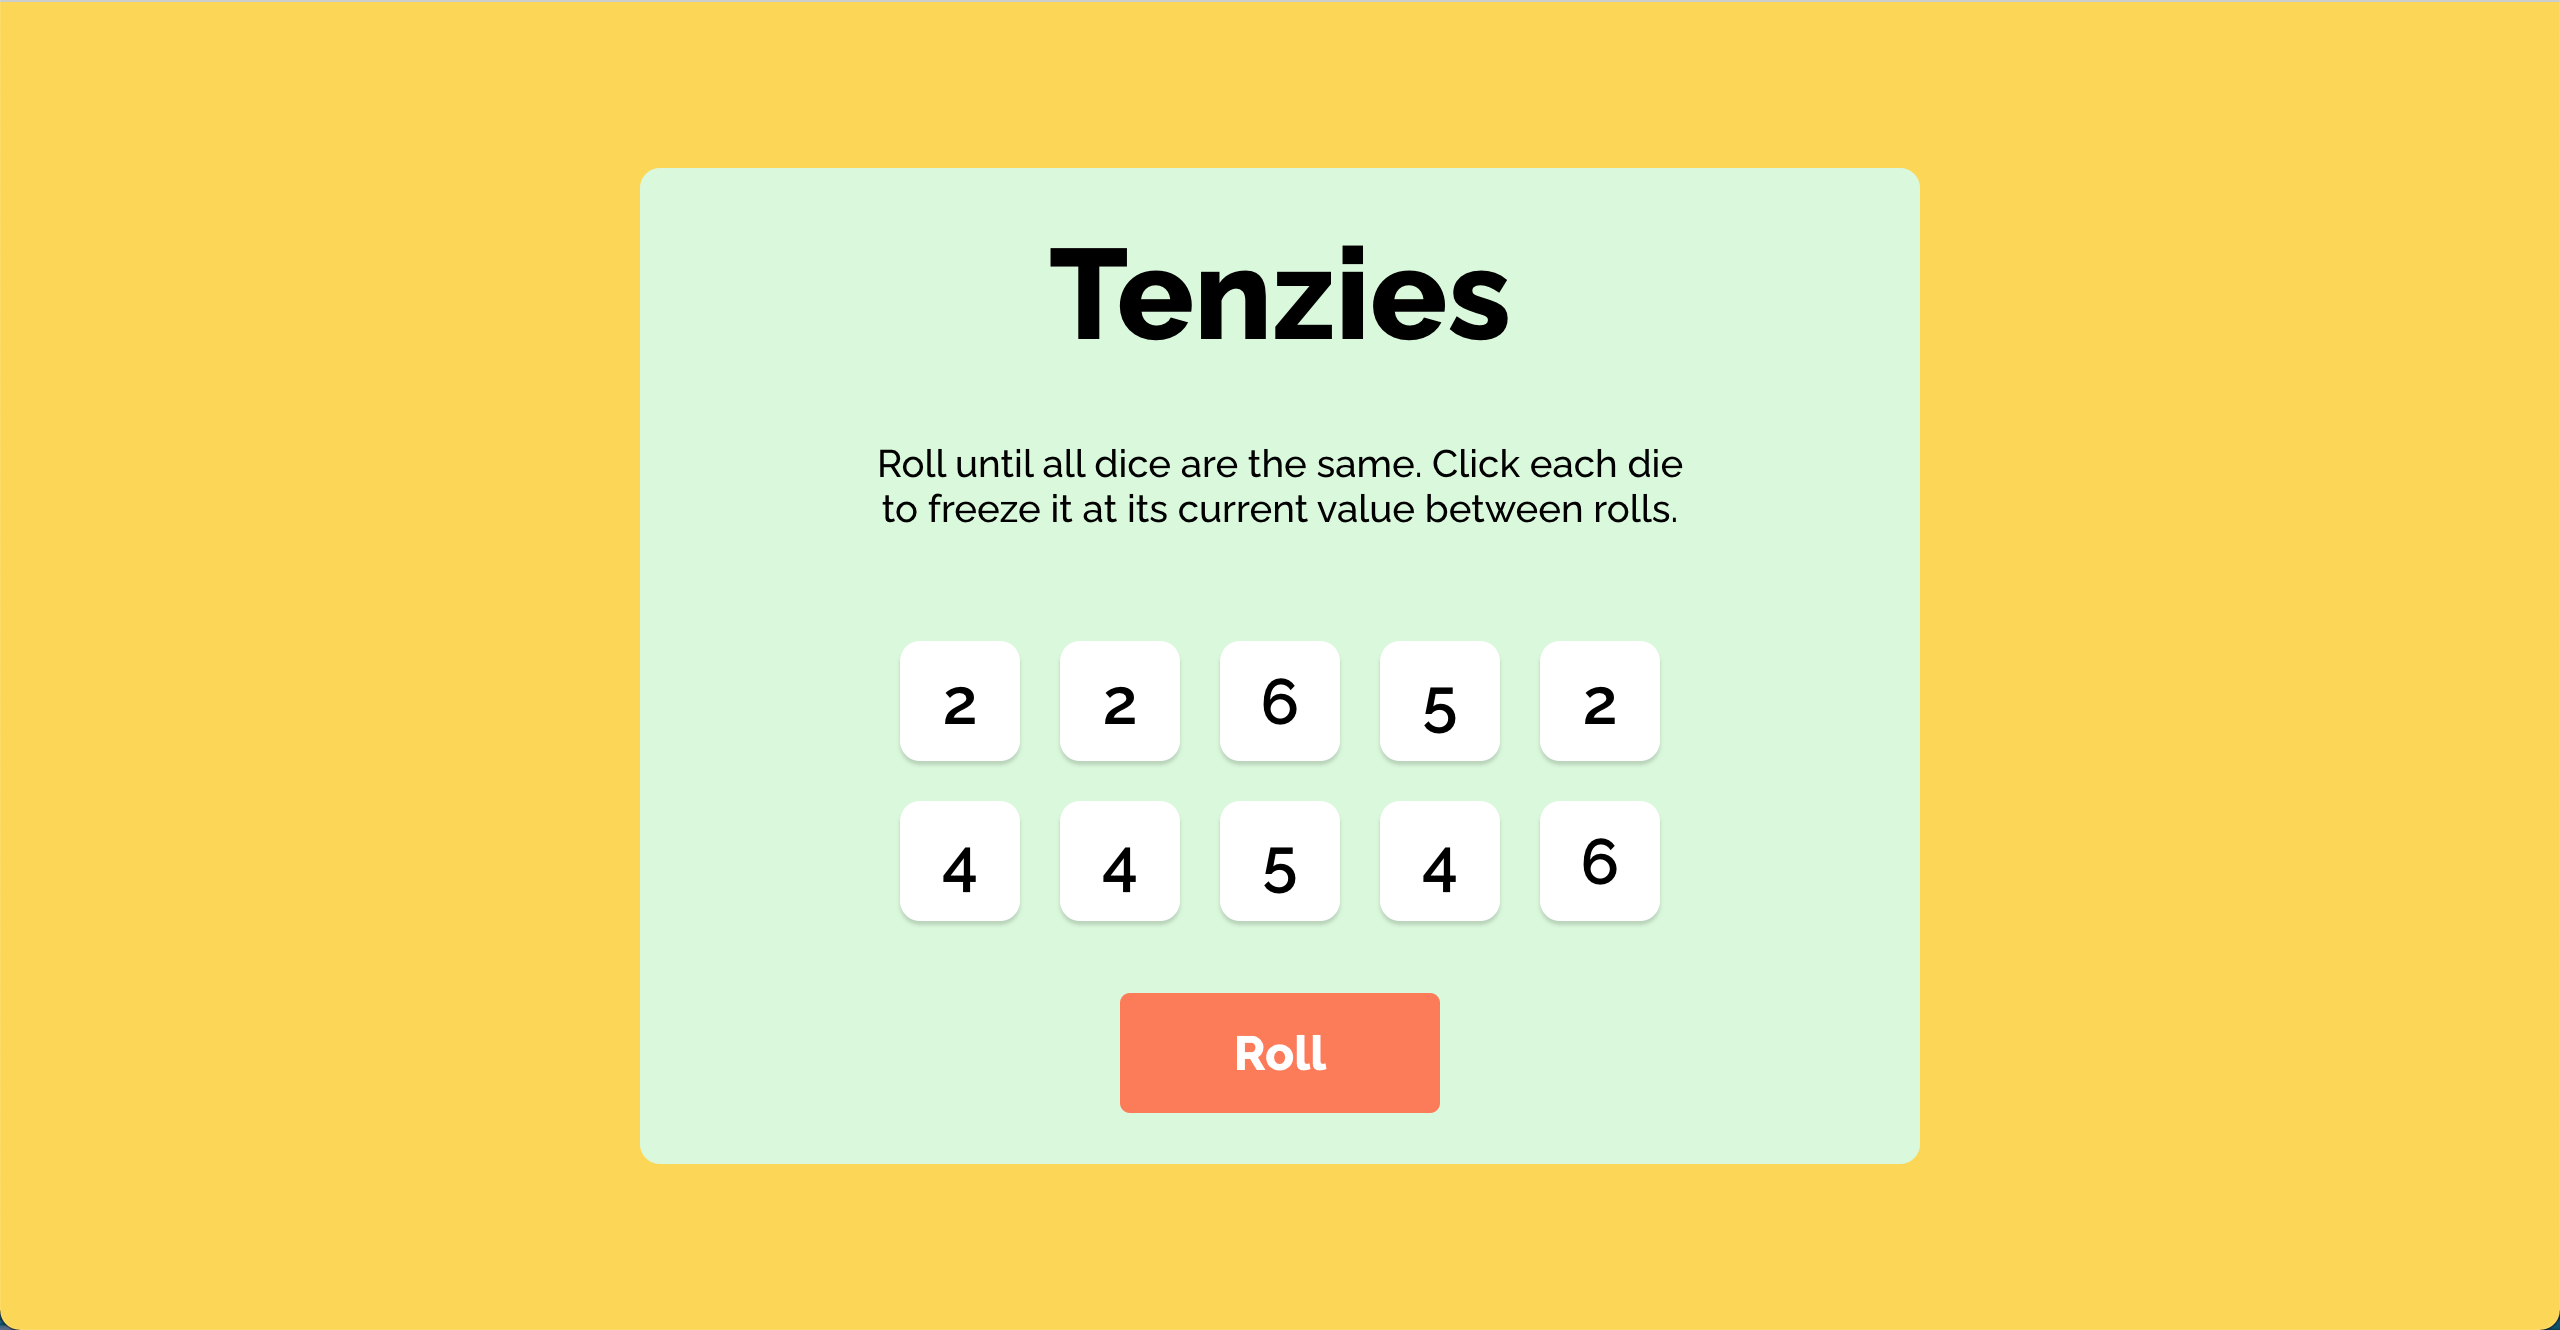 Tenzies
Roll until all dice are the same. Click each die
to freeze it at its current value between rolls.
2 2 6 5 2
4 4 5 4 6
Roll